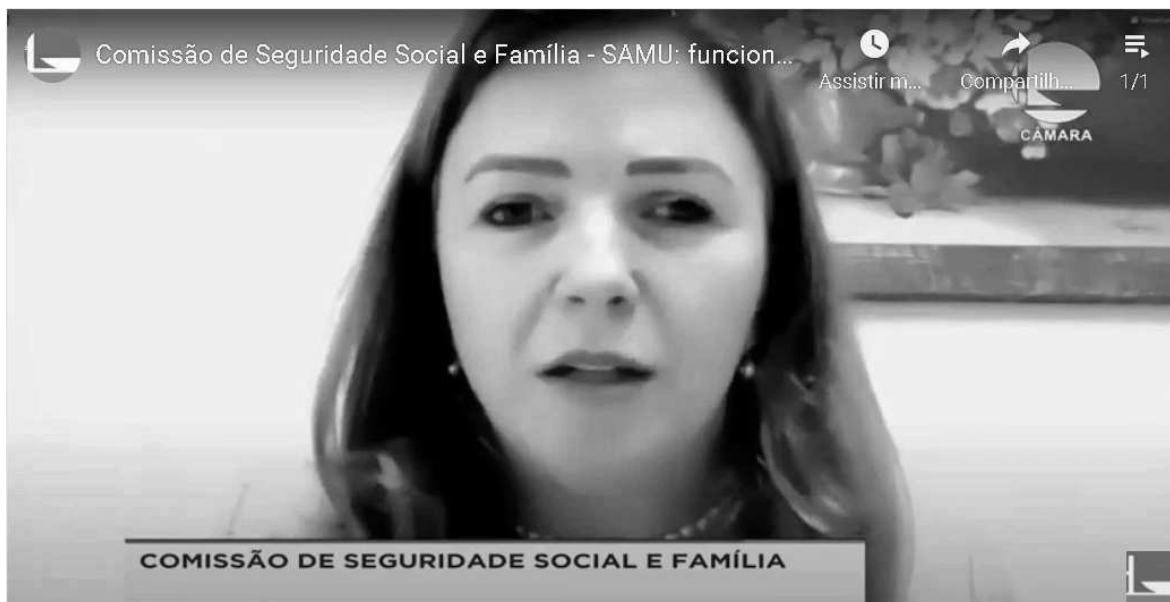 Comissão de Seguridade Social e Família - SAMU: funcion...
Assistir m...
Compartilh...
1/1
CÂMARA
COMISSÃO DE SEGURIDADE SOCIAL E FAMÍLIA